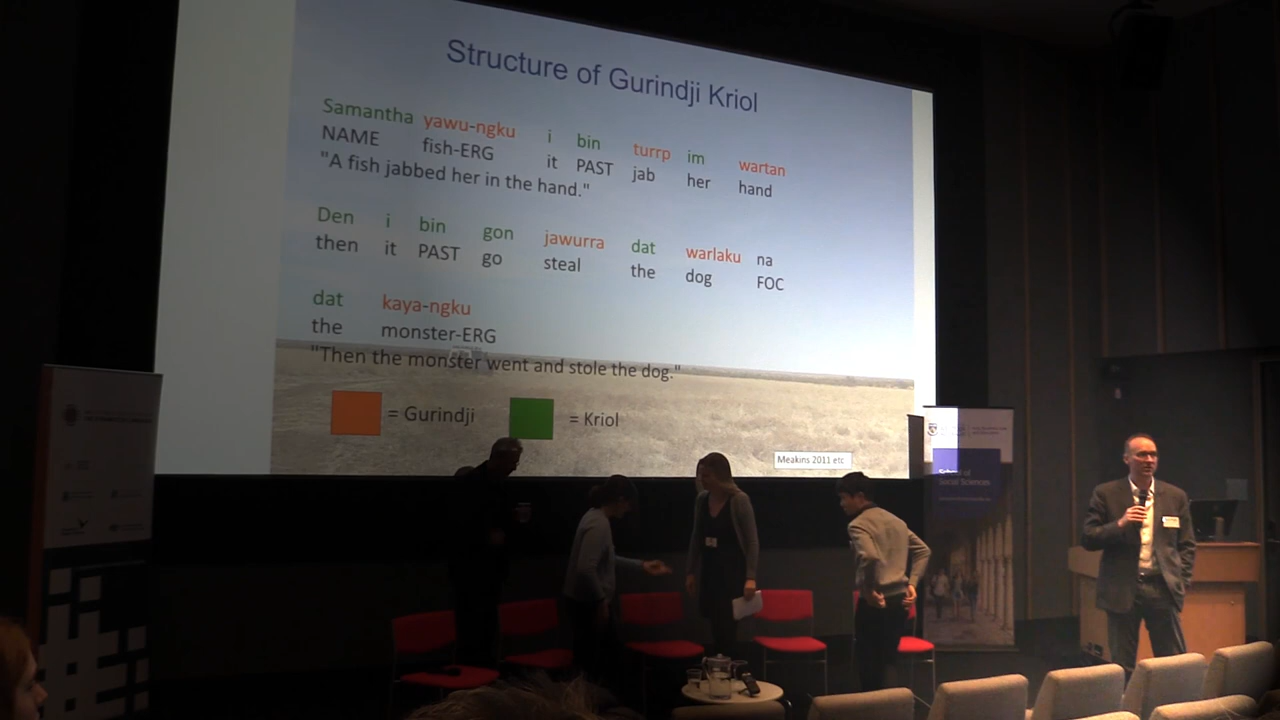 Structure of Gurindji Kriol
Samantha yawu-ngku i bin turrp im wartan
NAME fish-ERG it PAST jab her hand
"A fish jabbed her in the hand."
Den i bin gon jawurra dat warlaku na
then it PAST go steal the dog FOC
dat kaya-ngku
the monster-ERG
"Then the monster went and stole the dog."
= Gurindji = Kriol
Meakins 2011 etc
School of
Social Sciences